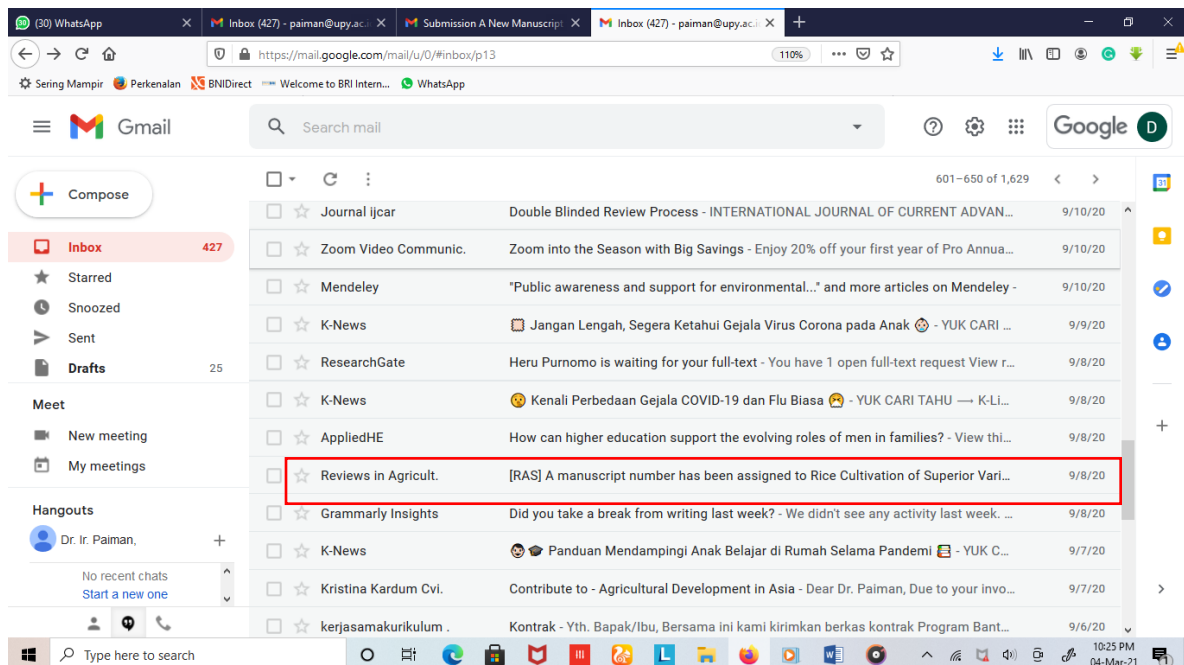 (30) WhatsApp
Inbox (427) - paiman@upy.ac.i
Submission A New Manuscript
Inbox (427) - paiman@upy.ac.i
https://mail.google.com/mail/u/0/#inbox/p13
110%
Sering Mampir Perkenalan BNIDirect Welcome to BRI Intern... WhatsApp
Gmail
Search mail
Google D
Compose
601–650 of 1,629
31
Journal ijcar Double Blinded Review Process - INTERNATIONAL JOURNAL OF CURRENT ADVAN... 9/10/20
Inbox 427
Zoom Video Communic. Zoom into the Season with Big Savings - Enjoy 20% off your first year of Pro Annua... 9/10/20
Starred
Mendeley "Public awareness and support for environmental..." and more articles on Mendeley - 9/10/20
Snoozed
K-News Jangan Lengah, Segera Ketahui Gejala Virus Corona pada Anak - YUK CARI ... 9/9/20
Sent
ResearchGate Heru Purnomo is waiting for your full-text - You have 1 open full-text request View r... 9/8/20
Drafts 25
K-News Kenali Perbedaan Gejala COVID-19 dan Flu Biasa - YUK CARI TAHU ⟶ K-Li... 9/8/20
Meet
New meeting
AppliedHE How can higher education support the evolving roles of men in families? - View thi... 9/8/20
My meetings
Reviews in Agricult. [RAS] A manuscript number has been assigned to Rice Cultivation of Superior Vari... 9/8/20
Hangouts
Grammarly Insights Did you take a break from writing last week? - We didn't see any activity last week. ... 9/8/20
Dr. Ir. Paiman,
K-News Panduan Mendampingi Anak Belajar di Rumah Selama Pandemi - YUK C... 9/7/20
No recent chats
Start a new one
Kristina Kardum Cvi. Contribute to - Agricultural Development in Asia - Dear Dr. Paiman, Due to your invo... 9/7/20
kerjasamakurikulum . Kontrak - Yth. Bapak/Ibu, Bersama ini kami kirimkan berkas kontrak Program Bant... 9/6/20
Type here to search
10:25 PM
04-Mar-21